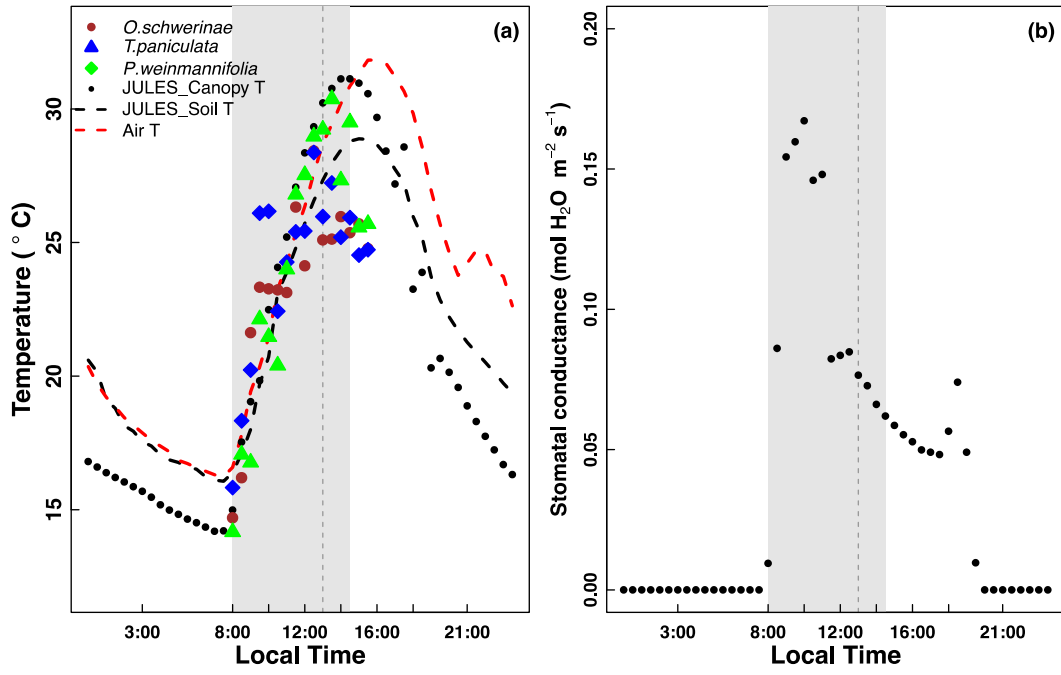 (a)
O.schwerinae
T.paniculata
P.weinmannifolia
JULES_Canopy T
JULES_Soil T
Air T
Temperature ( ° C)
30
25
20
15
3:00 8:00 12:00 16:00 21:00
Local Time
(b)
Stomatal conductance (mol H₂O m⁻² s⁻¹)
0.20
0.15
0.10
0.05
0.00
3:00 8:00 12:00 16:00 21:00
Local Time